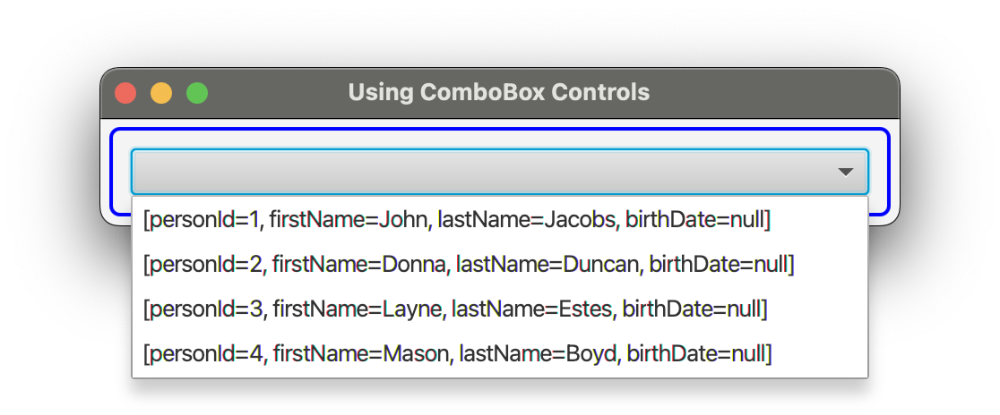 Using ComboBox Controls
[personId=1, firstName=John, lastName=Jacobs, birthDate=null]
[personId=2, firstName=Donna, lastName=Duncan, birthDate=null]
[personId=3, firstName=Layne, lastName=Estes, birthDate=null]
[personId=4, firstName=Mason, lastName=Boyd, birthDate=null]